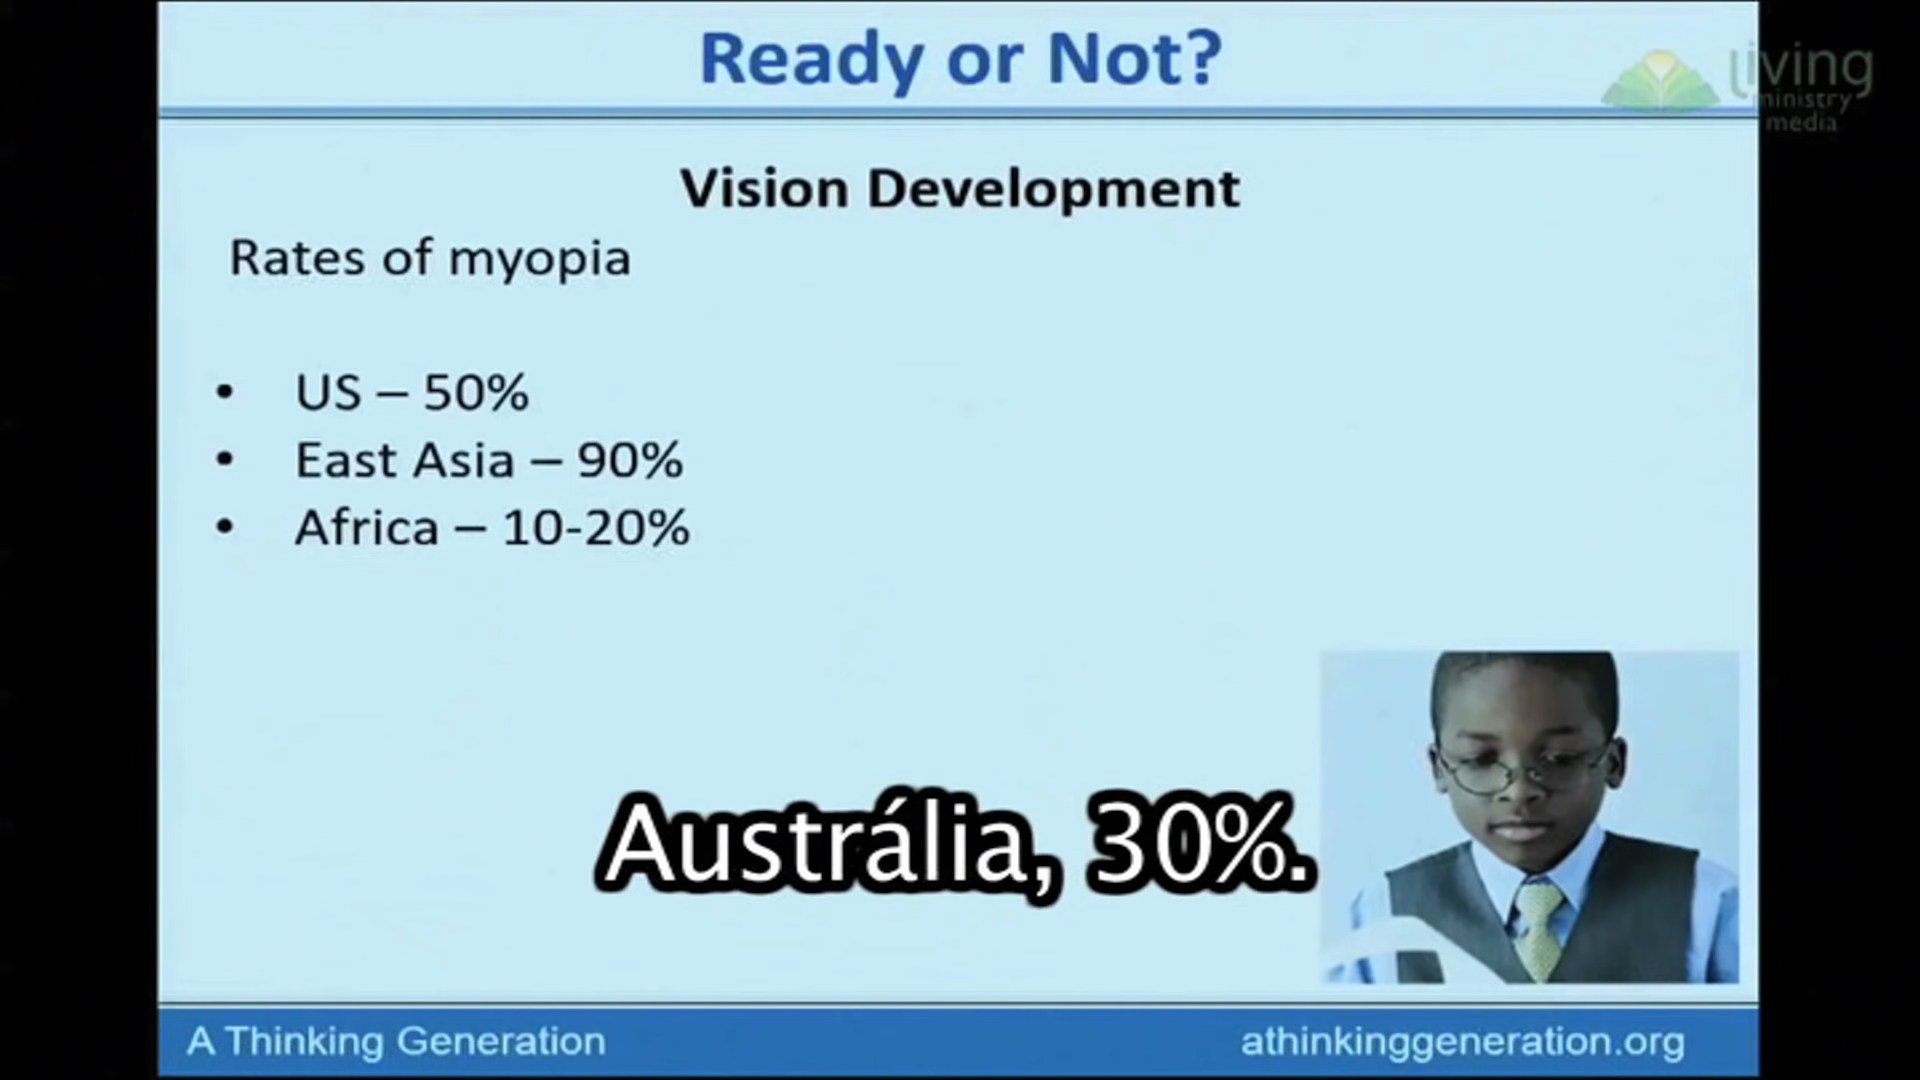 Ready or Not?
living
ministry
media
Vision Development
Rates of myopia
• US – 50%
• East Asia – 90%
• Africa – 10-20%
Austrália, 30%.
A Thinking Generation
athinkinggeneration.org